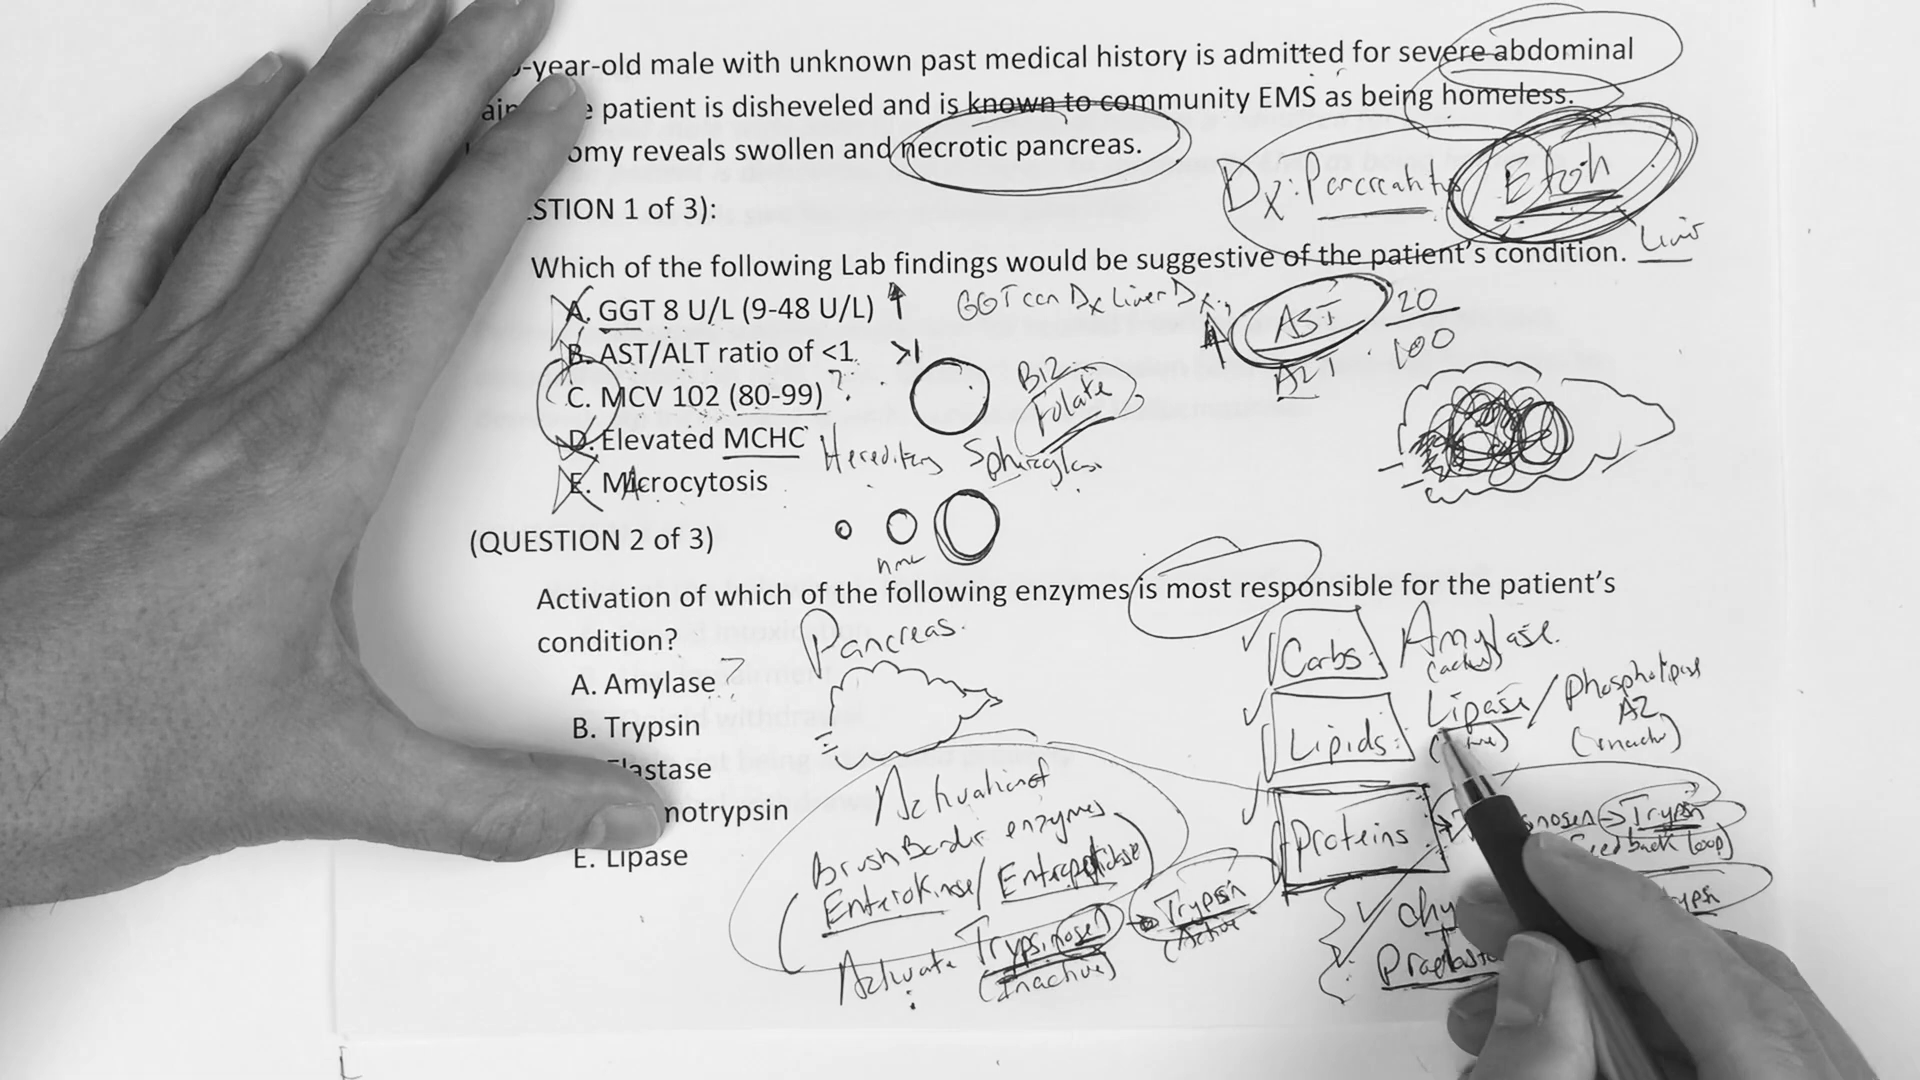 -year-old male with unknown past medical history is admitted for severe abdominal
patient is disheveled and is known to community EMS as being homeless.
omy reveals swollen and necrotic pancreas.
Dx: Etoh
STION 1 of 3):
Which of the following Lab findings would be suggestive of the patient's condition.
A. GGT 8 U/L (9-48 U/L) GGT can Dx Liver Dx
AST 20
100
B. AST/ALT ratio of <1 >1
B12
C. MCV 102 (80-99) ? Folate
D. Elevated MCHC Hereditary
E. MAcrocytosis
(QUESTION 2 of 3)
Activation of which of the following enzymes is most responsible for the patient's
condition? Pancreas.
Carbs: Amylase.
(active)
A. Amylase ?
Lipids: Lipase / Phospholipase
A2
B. Trypsin
lastase
Activation of
notrypsin
Brush Border enzymes
Proteins Trypsin
Feedback loop)
E. Lipase
Enterokinase/ Enteropeptidase
Activate Trypsinogen Trypsin
(Inactive) (Active
chy